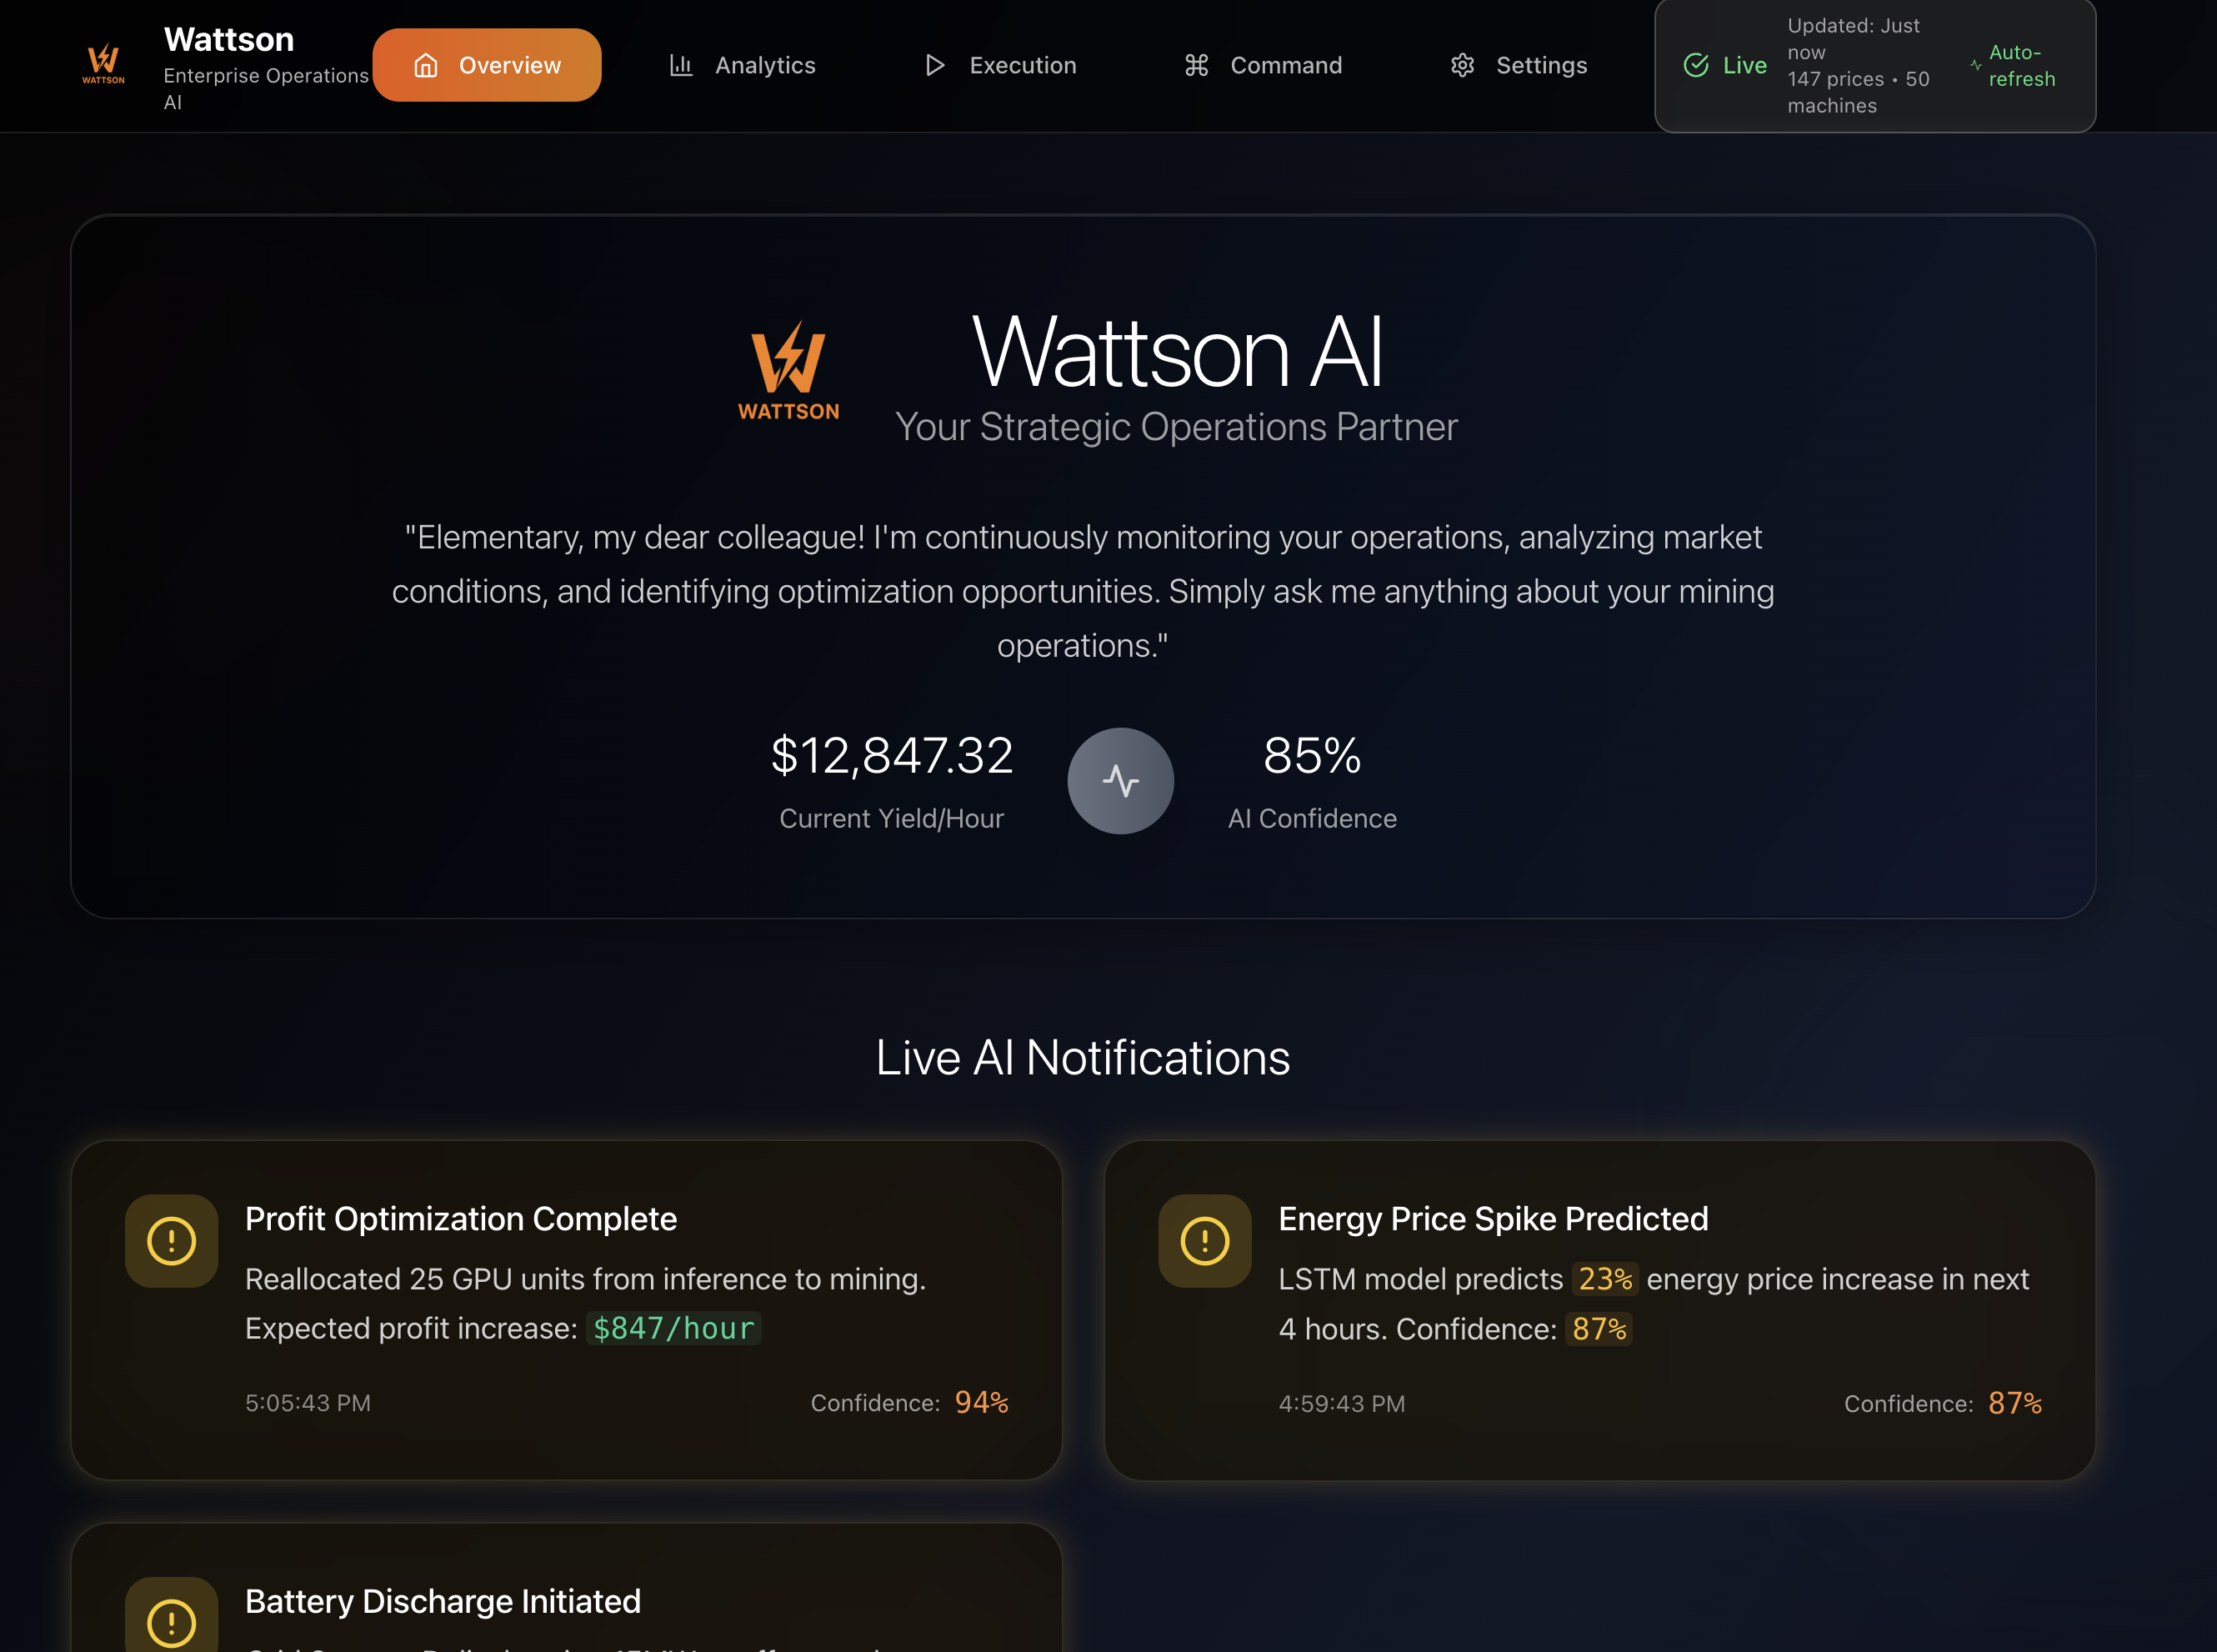 WATTSON
Wattson
Enterprise Operations
AI
Overview
Analytics
Execution
Command
Settings
Live
Updated: Just
now
147 prices • 50
machines
Auto-
refresh
WATTSON
Wattson AI
Your Strategic Operations Partner
"Elementary, my dear colleague! I'm continuously monitoring your operations, analyzing market
conditions, and identifying optimization opportunities. Simply ask me anything about your mining
operations."
$12,847.32
Current Yield/Hour
85%
AI Confidence
Live AI Notifications
Profit Optimization Complete
Reallocated 25 GPU units from inference to mining.
Expected profit increase: $847/hour
5:05:43 PM
Confidence: 94%
Energy Price Spike Predicted
LSTM model predicts 23% energy price increase in next
4 hours. Confidence: 87%
4:59:43 PM
Confidence: 87%
Battery Discharge Initiated